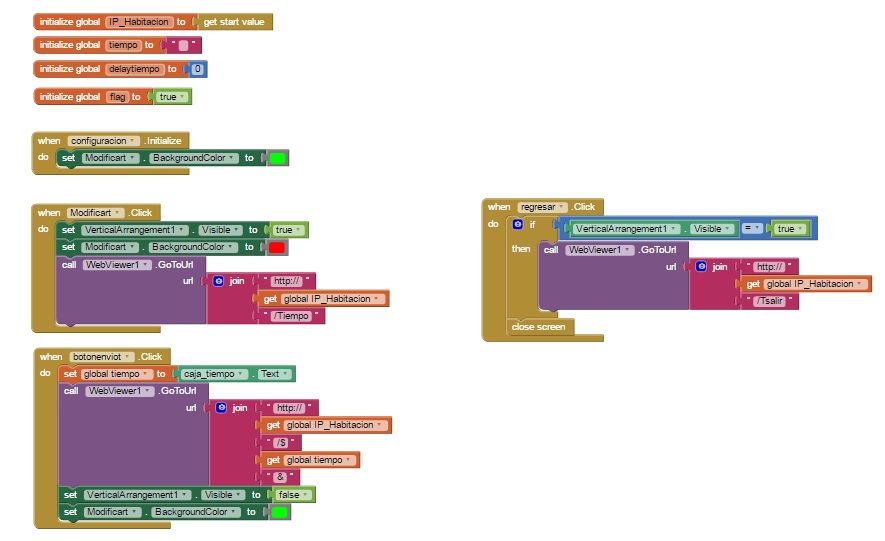 initialize global IP_Habitacion to get start value
initialize global tiempo to " "
initialize global delaytiempo to 0
initialize global flag to true
when configuracion .Initialize
do set Modificart . BackgroundColor to
when Modificart .Click
do set VerticalArrangement1 . Visible to true
set Modificart . BackgroundColor to
call WebViewer1 .GoToUrl
url join " http:// "
get global IP_Habitacion
" /Tiempo "
when botonenviot .Click
do set global tiempo to caja_tiempo . Text
call WebViewer1 .GoToUrl
url join " http:// "
get global IP_Habitacion
" /$ "
get global tiempo
" & "
set VerticalArrangement1 . Visible to false
set Modificart . BackgroundColor to
when regresar .Click
do if VerticalArrangement1 . Visible = true
then call WebViewer1 .GoToUrl
url join " http:// "
get global IP_Habitacion
" /Tsalir "
close screen